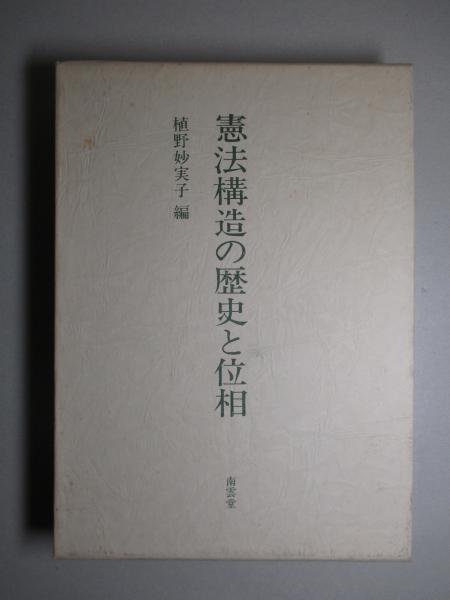 憲法構造の歴史と位相
植野妙実子 編
南雲堂